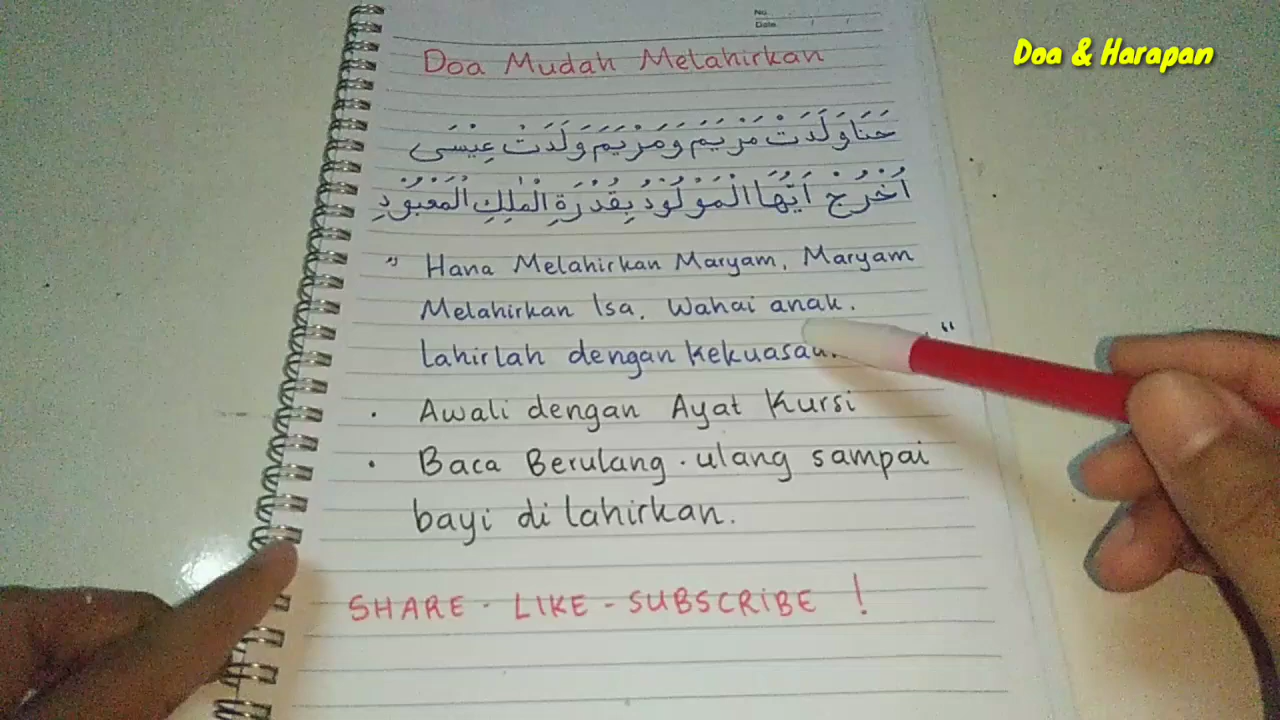 No.
Date
Doa & Harapan
Doa Mudah Melahirkan
حَنَا وَلَدَتْ مَرْيَمَ وَمَرْيَمَ وَلَدَتْ عِيْسَى
اُخْرُجْ اَيُّهَا الْمَوْلُوْدُ بِقُدْرَةِ الْمَلِكِ الْمَعْبُوْدِ
" Hana Melahirkan Maryam, Maryam
Melahirkan Isa. Wahai anak.
lahirlah dengan kekuasaan "
. Awali dengan Ayat Kursi
. Baca Berulang-ulang sampai
bayi di lahirkan.
SHARE - LIKE - SUBSCRIBE !